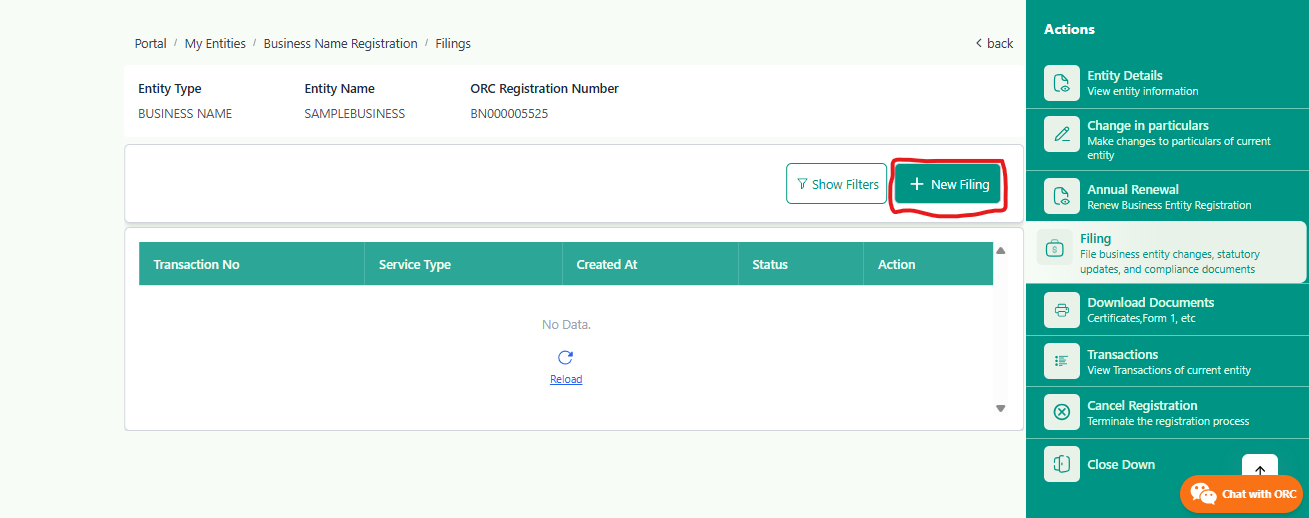 Portal / My Entities / Business Name Registration / Filings
back
Entity Type
Entity Name
ORC Registration Number
BUSINESS NAME
SAMPLEBUSINESS
BN000005525
Show Filters
+ New Filing
Transaction No
Service Type
Created At
Status
Action
No Data.
Reload
Actions
Entity Details
View entity information
Change in particulars
Make changes to particulars of current
entity
Annual Renewal
Renew Business Entity Registration
Filing
File business entity changes, statutory
updates, and compliance documents
Download Documents
Certificates,Form 1, etc
Transactions
View Transactions of current entity
Cancel Registration
Terminate the registration process
Close Down
Chat with ORC